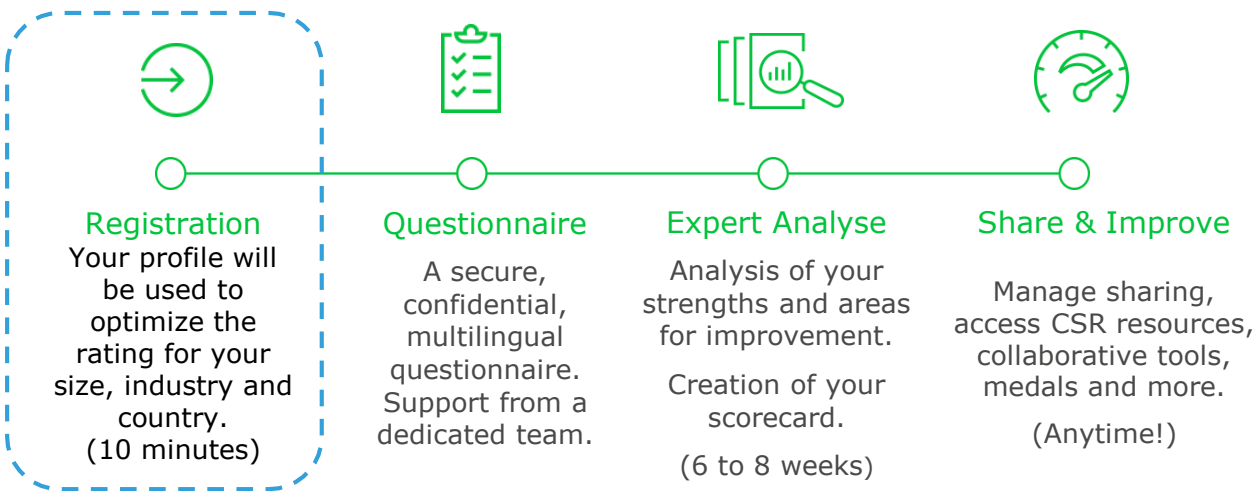 Registration
Your profile will
be used to
optimize the
rating for your
size, industry and
country.
(10 minutes)
Questionnaire
A secure,
confidential,
multilingual
questionnaire.
Support from a
dedicated team.
Expert Analyse
Analysis of your
strengths and areas
for improvement.
Creation of your
scorecard.
(6 to 8 weeks)
Share & Improve
Manage sharing,
access CSR resources,
collaborative tools,
medals and more.
(Anytime!)